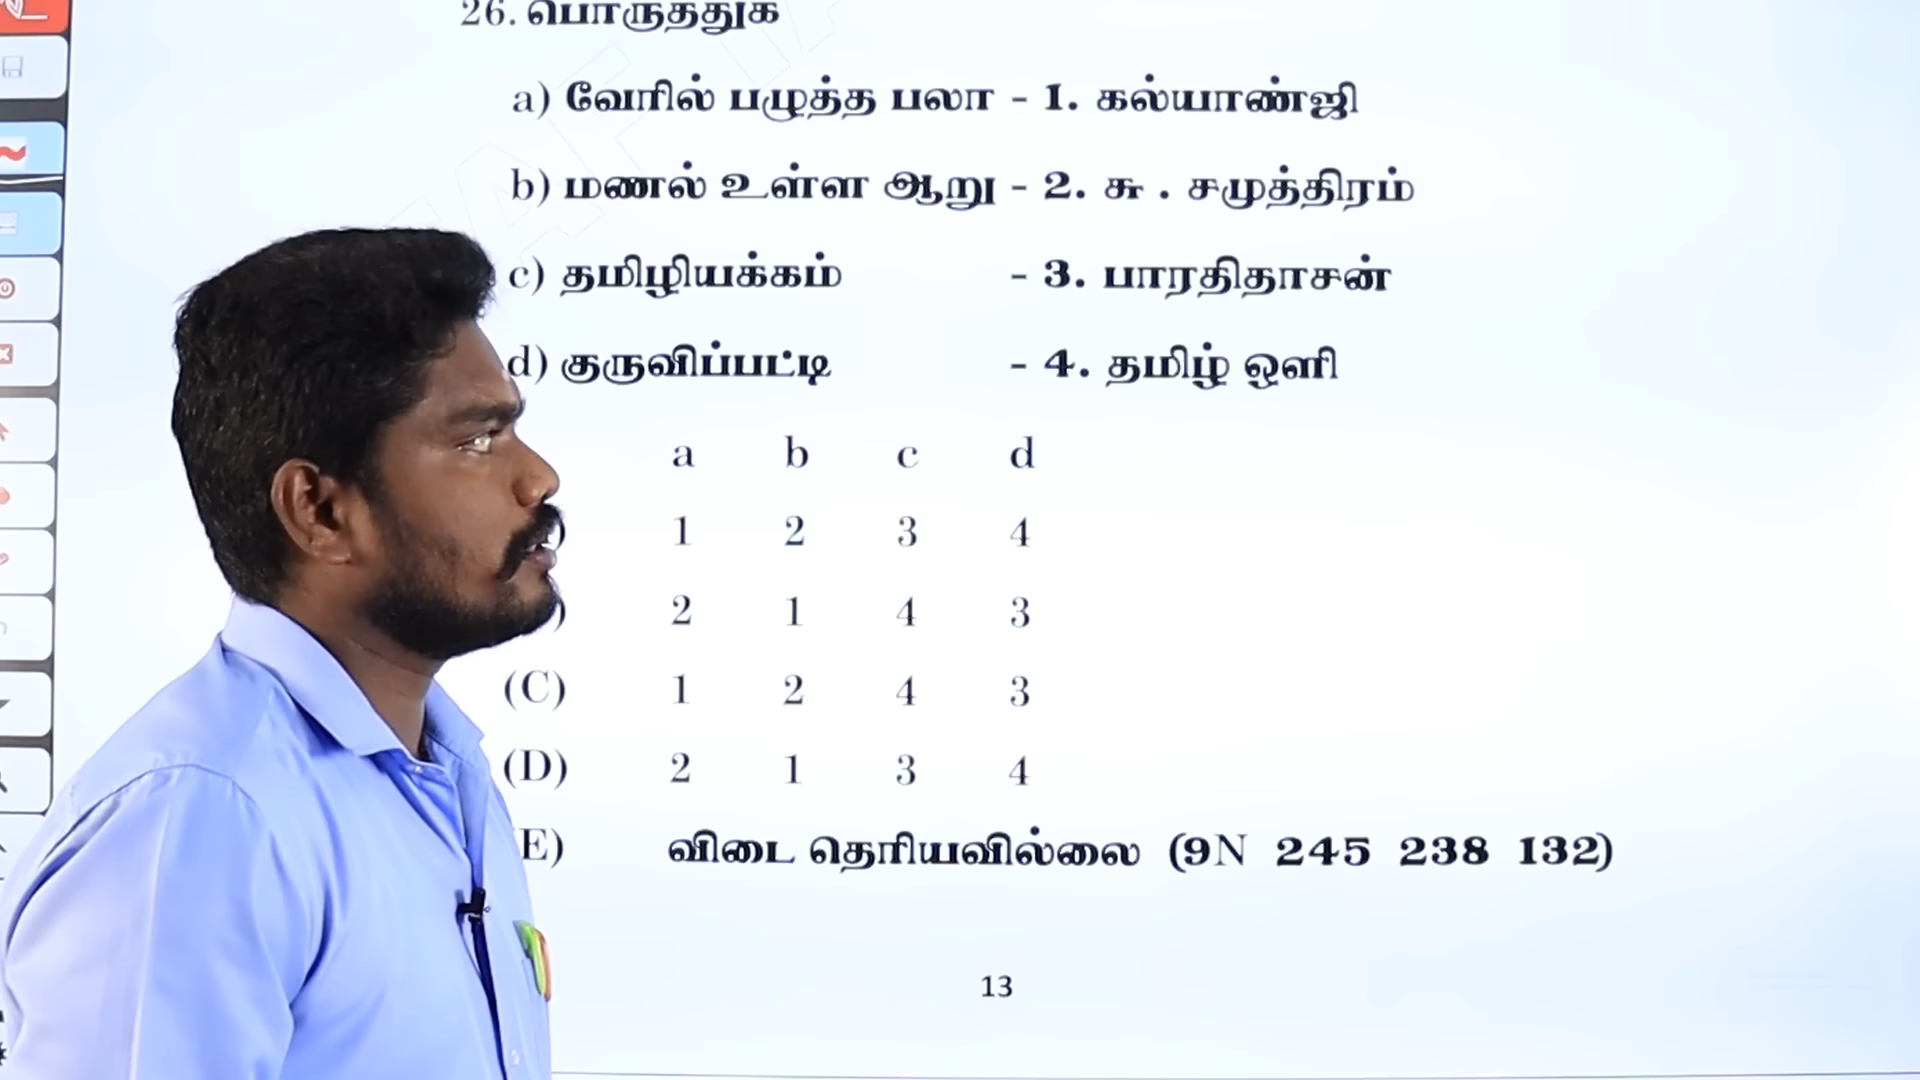 26. பொருத்துக
a) வேரில் பழுத்த பலா - 1. கல்யாண்ஜி
b) மணல் உள்ள ஆறு - 2. சு . சமுத்திரம்
c) தமிழியக்கம் - 3. பாரதிதாசன்
d) குருவிப்பட்டி - 4. தமிழ் ஒளி
a b c d
) 1 2 3 4
) 2 1 4 3
(C) 1 2 4 3
(D) 2 1 3 4
E) விடை தெரியவில்லை (9N 245 238 132)
13